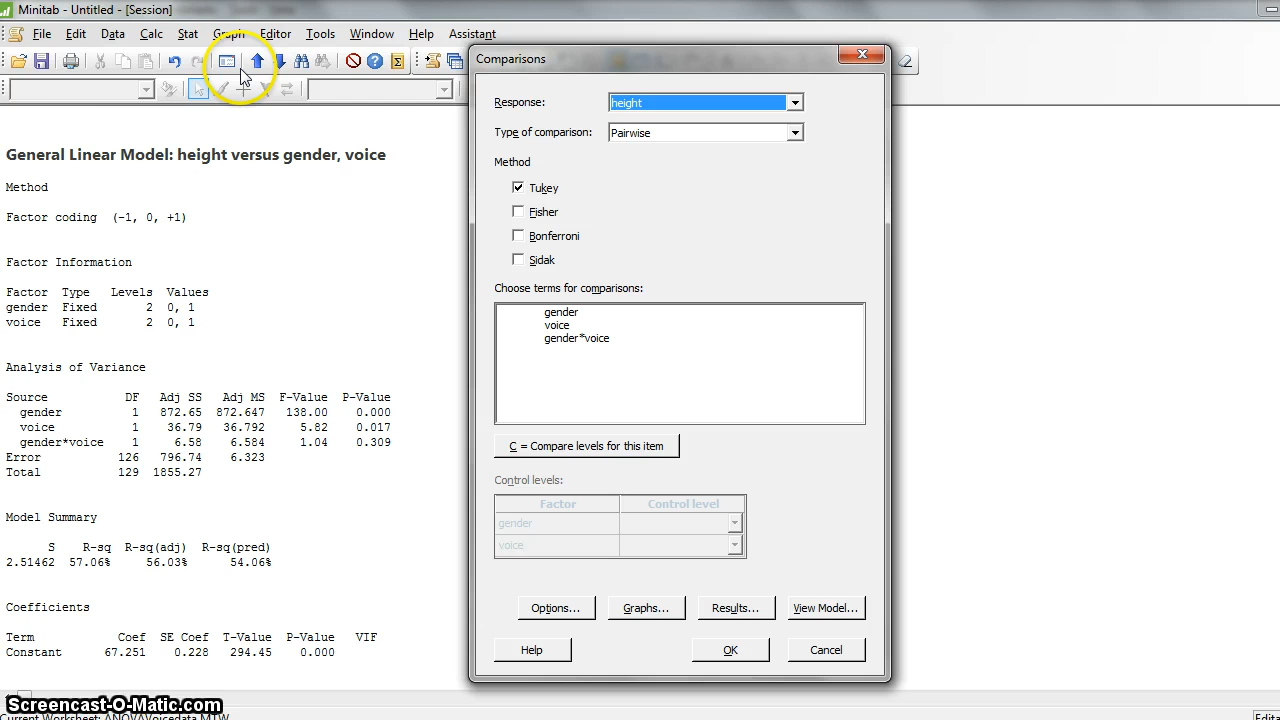 Minitab - Untitled - [Session]
File Edit Data Calc Stat Graph Editor Tools Window Help Assistant
General Linear Model: height versus gender, voice
Method
Factor coding (-1, 0, +1)
Factor Information
Factor Type Levels Values
gender Fixed 2 0, 1
voice Fixed 2 0, 1
Analysis of Variance
Source DF Adj SS Adj MS F-Value P-Value
gender 1 872.65 872.647 138.00 0.000
voice 1 36.79 36.792 5.82 0.017
gender*voice 1 6.58 6.584 1.04 0.309
Error 126 796.74 6.323
Total 129 1855.27
Model Summary
S R-sq R-sq(adj) R-sq(pred)
2.51462 57.06% 56.03% 54.06%
Coefficients
Term Coef SE Coef T-Value P-Value VIF
Constant 67.251 0.228 294.45 0.000
Comparisons
Response: height
Type of comparison: Pairwise
Method
Tukey
Fisher
Bonferroni
Sidak
Choose terms for comparisons:
gender
voice
gender*voice
C = Compare levels for this item
Control levels:
Factor Control level
gender
voice
Options... Graphs... Results... View Model...
Help OK Cancel
Screencast-O-Matic.com
Current Worksheet: ANOVAVoicedata.MTW